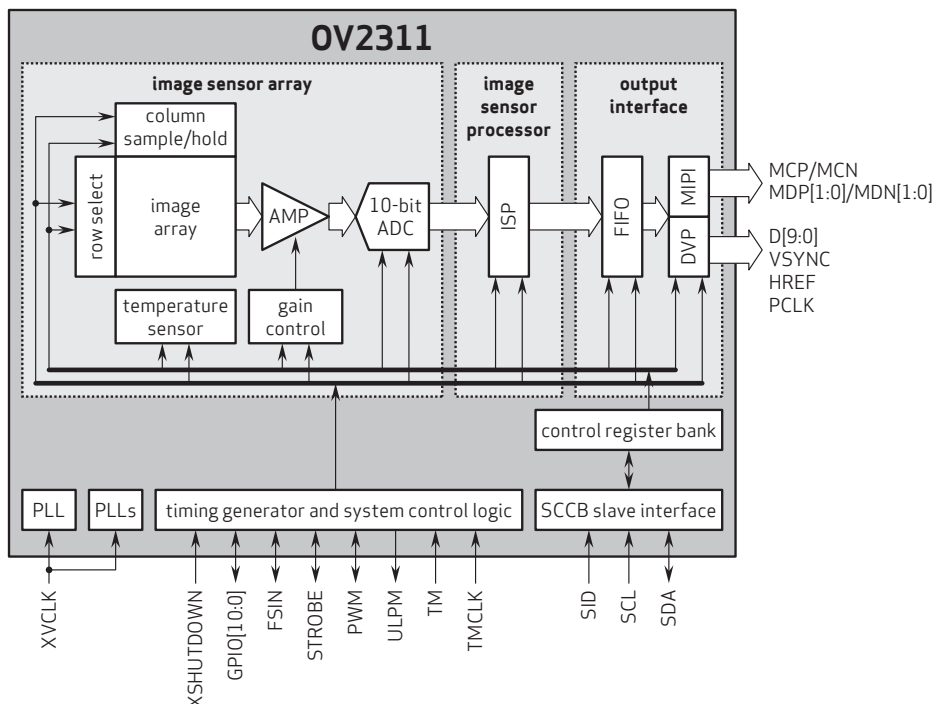 OV2311
image sensor array
image
sensor
processor
output
interface
column
sample/hold
row select
image
array
AMP
10-bit
ADC
ISP
FIFO
MIPI
DVP
MCP/MCN
MDP[1:0]/MDN[1:0]
D[9:0]
VSYNC
HREF
PCLK
temperature
sensor
gain
control
control register bank
PLL
PLLs
timing generator and system control logic
SCCB slave interface
XVCLK
XSHUTDOWN
GPIO[10:0]
FSIN
STROBE
PWM
ULPM
TM
TMCLK
SID
SCL
SDA